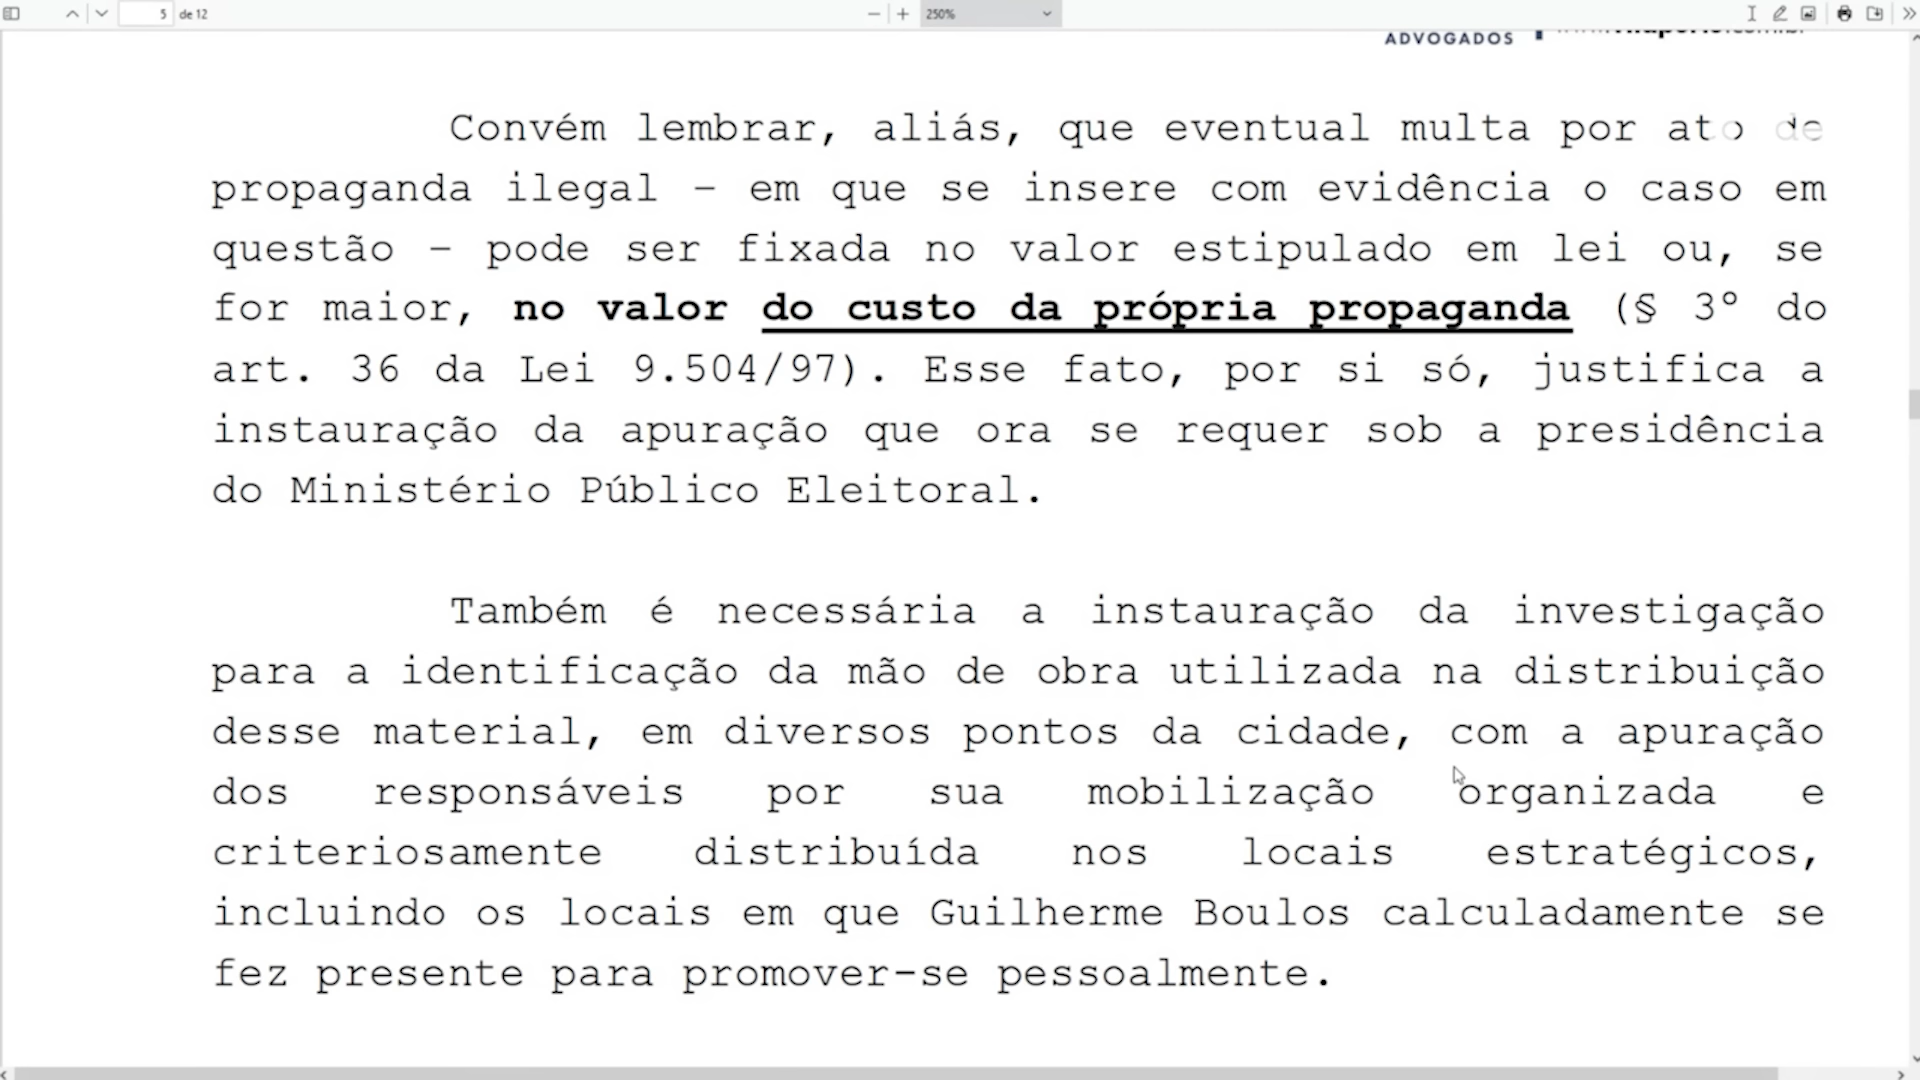 5 de 12
250%
ADVOGADOS
Convém lembrar, aliás, que eventual multa por ato de
propaganda ilegal – em que se insere com evidência o caso em
questão – pode ser fixada no valor estipulado em lei ou, se
for maior, no valor do custo da própria propaganda (§ 3º do
art. 36 da Lei 9.504/97). Esse fato, por si só, justifica a
instauração da apuração que ora se requer sob a presidência
do Ministério Público Eleitoral.
Também é necessária a instauração da investigação
para a identificação da mão de obra utilizada na distribuição
desse material, em diversos pontos da cidade, com a apuração
dos responsáveis por sua mobilização organizada e
criteriosamente distribuída nos locais estratégicos,
incluindo os locais em que Guilherme Boulos calculadamente se
fez presente para promover-se pessoalmente.